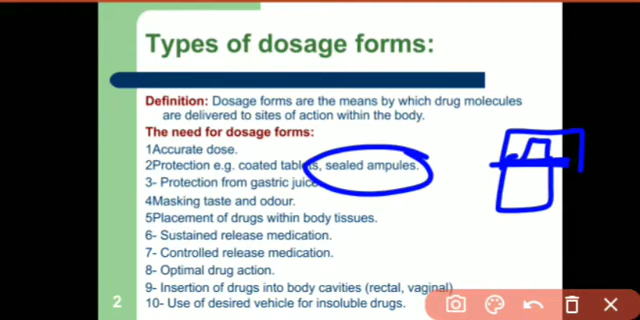 Types of dosage forms:
Definition: Dosage forms are the means by which drug molecules
are delivered to sites of action within the body.
The need for dosage forms:
1Accurate dose.
2Protection e.g. coated tablets, sealed ampules.
3- Protection from gastric juice
4Masking taste and odour.
5Placement of drugs within body tissues.
6- Sustained release medication.
7- Controlled release medication.
8- Optimal drug action.
9- Insertion of drugs into body cavities (rectal, vaginal)
10- Use of desired vehicle for insoluble drugs.
2